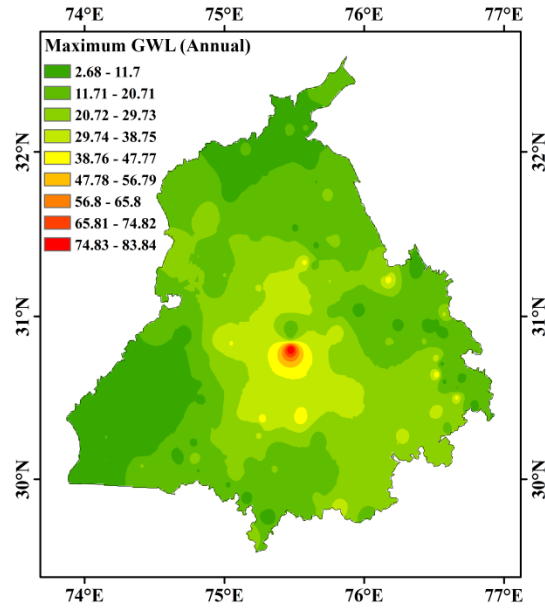 74°E 75°E 76°E 77°E
Maximum GWL (Annual)
2.68 - 11.7
11.71 - 20.71
20.72 - 29.73
29.74 - 38.75
38.76 - 47.77
47.78 - 56.79
56.8 - 65.8
65.81 - 74.82
74.83 - 83.84
32°N 32°N
31°N 31°N
30°N 30°N
74°E 75°E 76°E 77°E